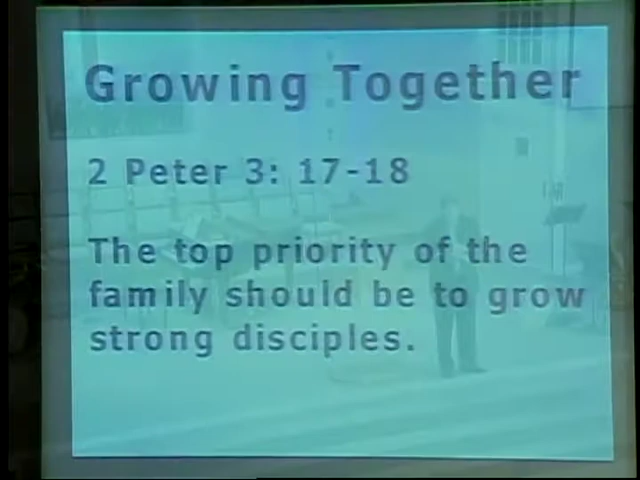 Growing Together
2 Peter 3: 17-18
The top priority of the
family should be to grow
strong disciples.